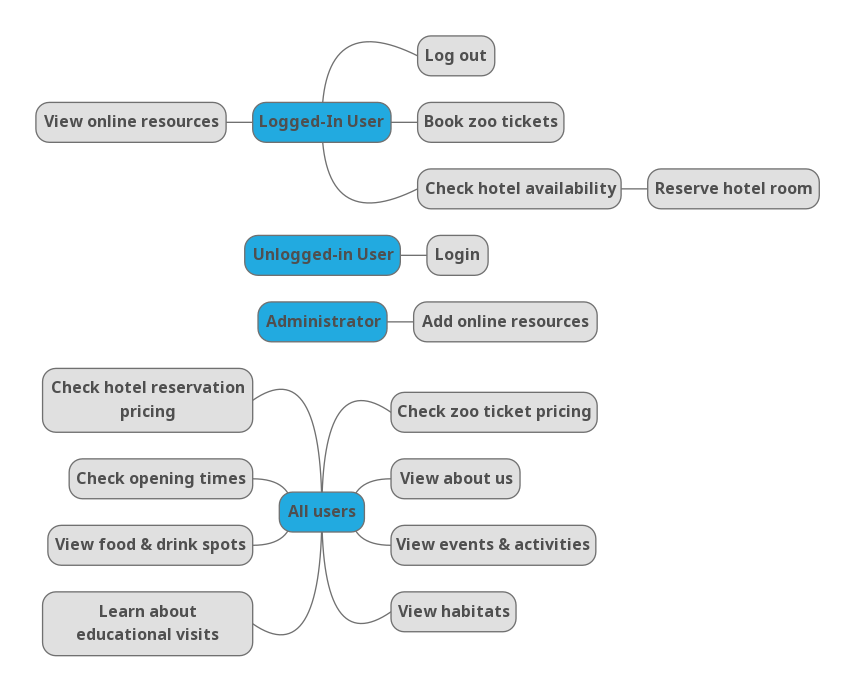 Log out
View online resources
Logged-In User
Book zoo tickets
Check hotel availability
Reserve hotel room
Unlogged-in User
Login
Administrator
Add online resources
Check hotel reservation
pricing
Check zoo ticket pricing
Check opening times
View about us
All users
View food & drink spots
View events & activities
Learn about
educational visits
View habitats